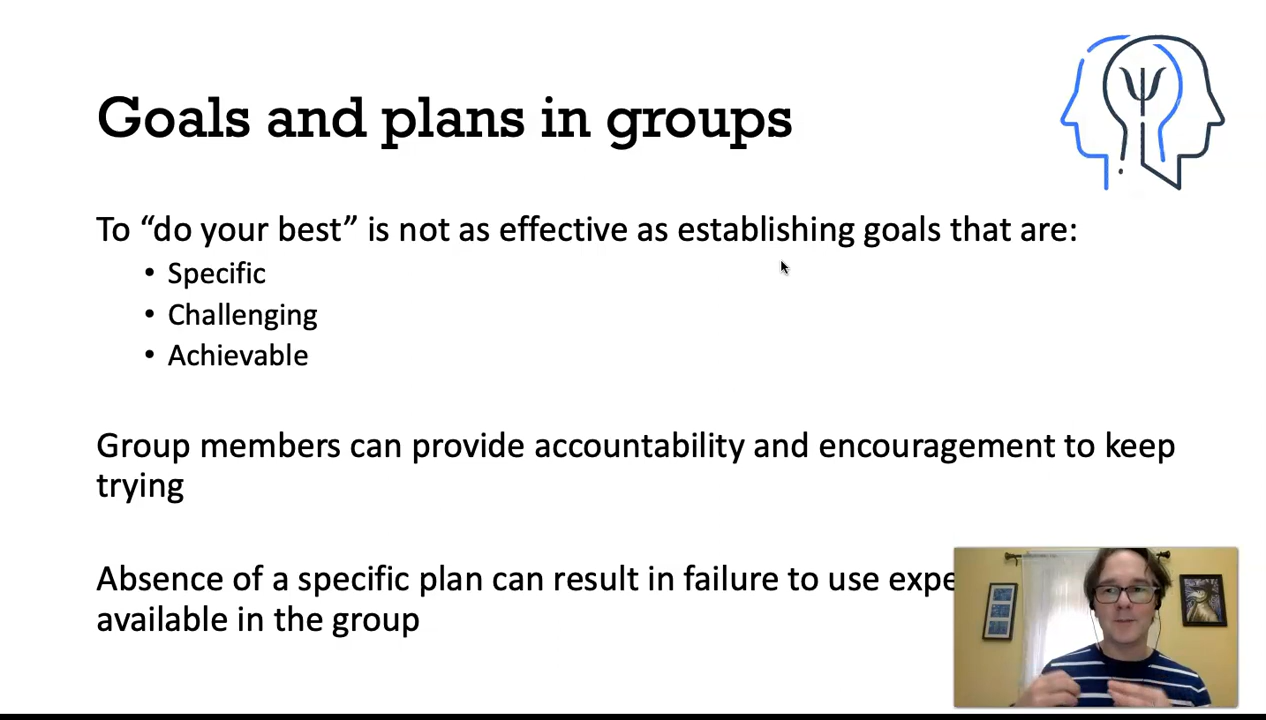 Goals and plans in groups
To “do your best” is not as effective as establishing goals that are:
• Specific
• Challenging
• Achievable
Group members can provide accountability and encouragement to keep
trying
Absence of a specific plan can result in failure to use
available in the group